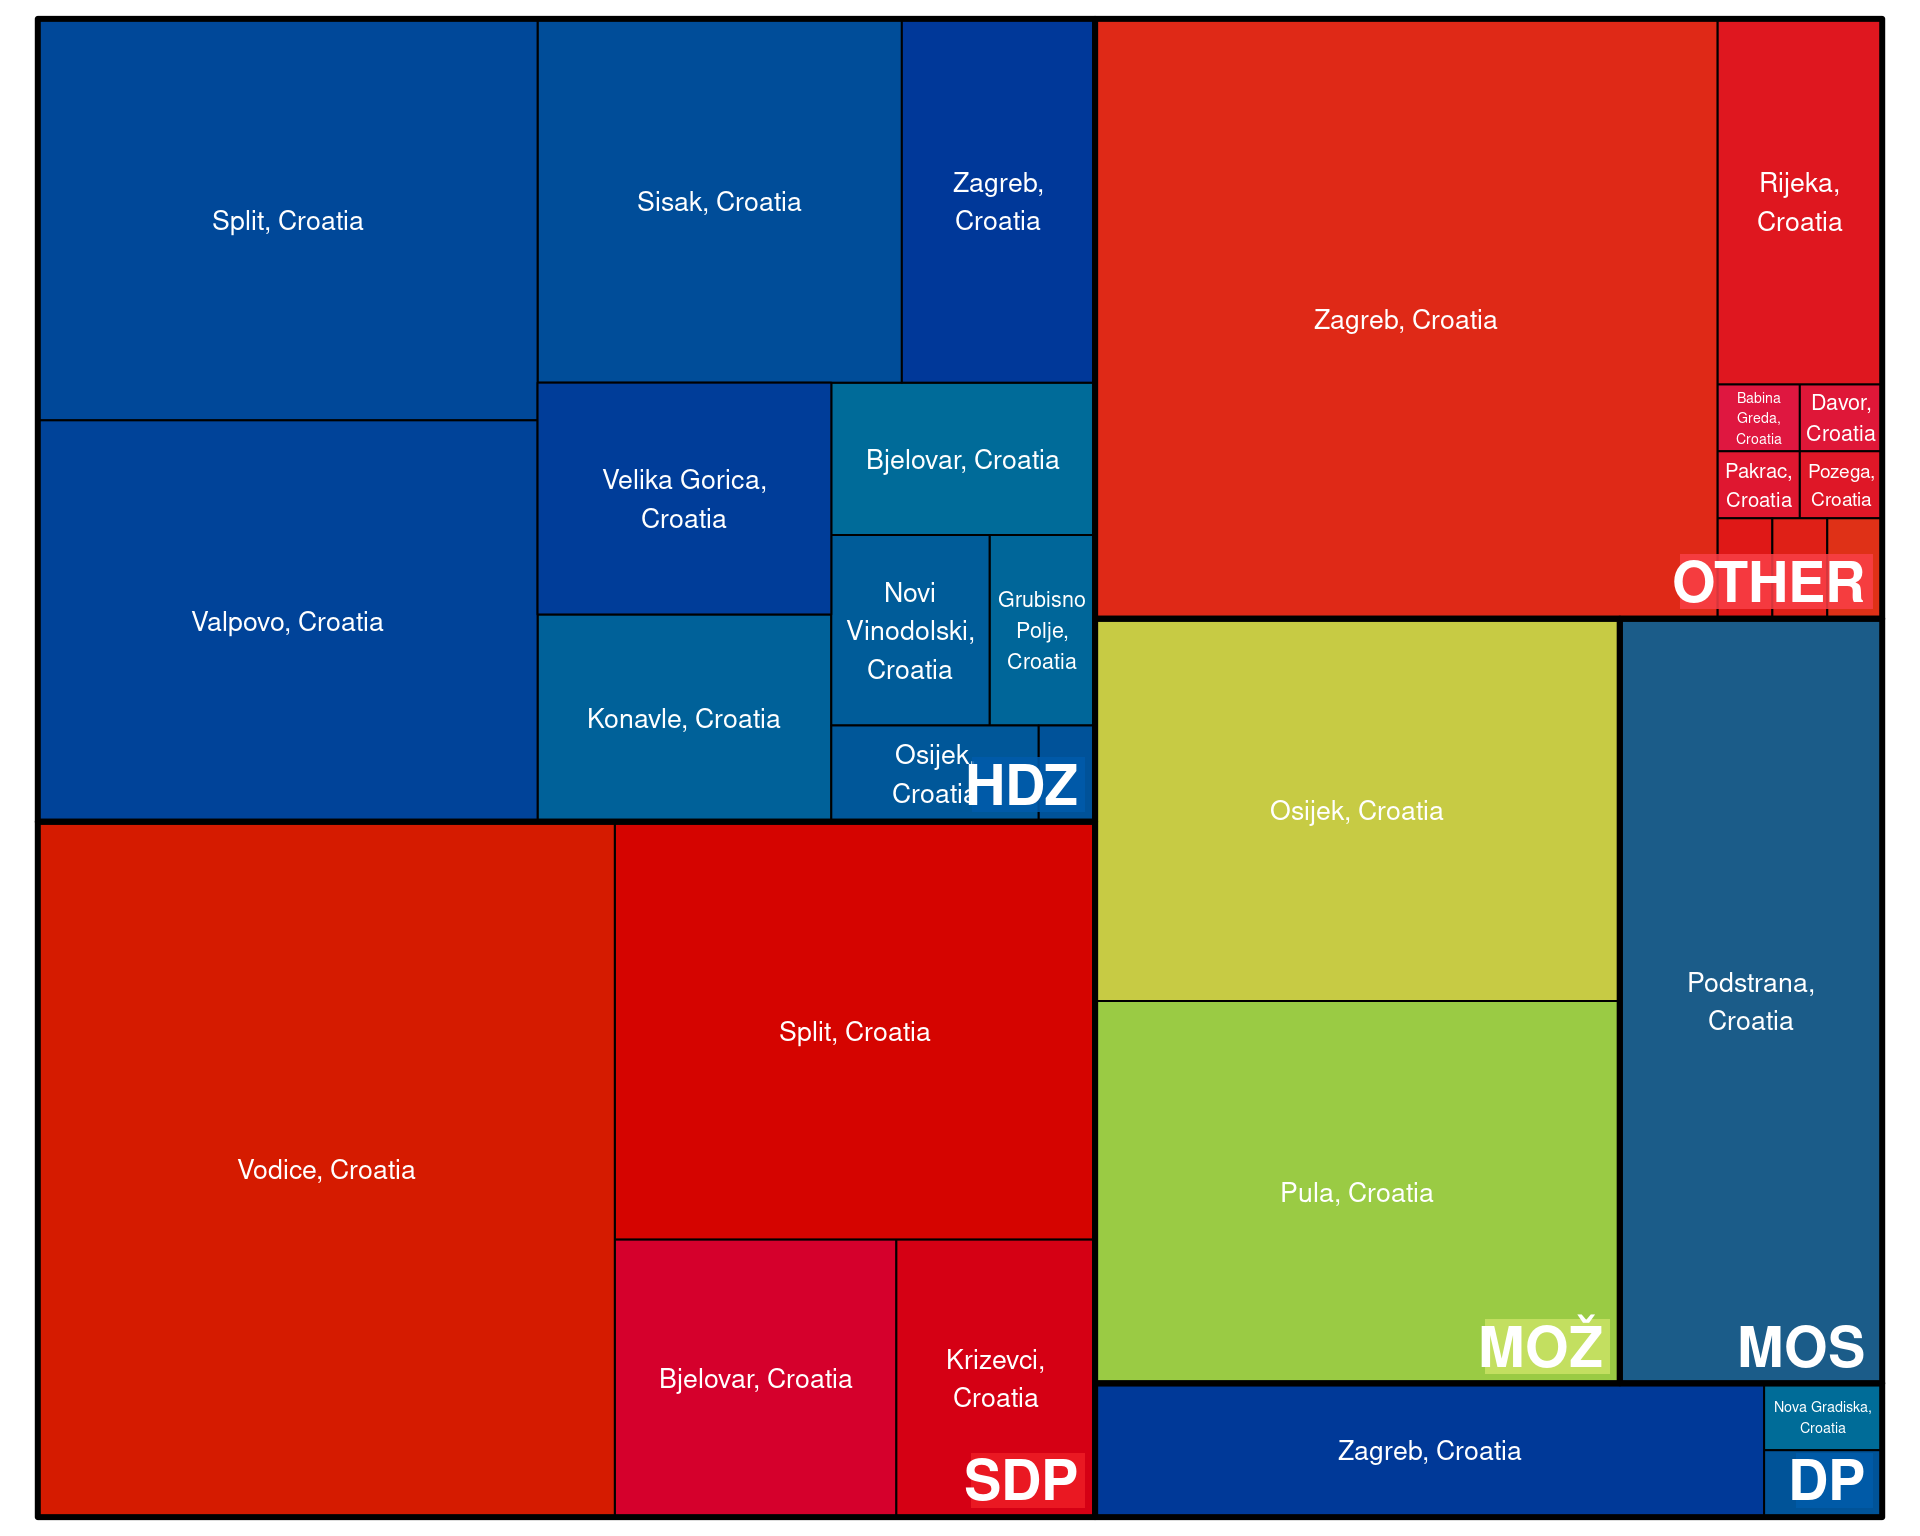 Split, Croatia
Sisak, Croatia
Zagreb,
Croatia
Valpovo, Croatia
Velika Gorica,
Croatia
Bjelovar, Croatia
Novi
Vinodolski,
Croatia
Grubisno
Polje,
Croatia
Konavle, Croatia
Osijek,
Croatia
HDZ
Vodice, Croatia
Split, Croatia
Bjelovar, Croatia
Krizevci,
Croatia
SDP
Zagreb, Croatia
Rijeka,
Croatia
Babina
Greda,
Croatia
Davor,
Croatia
Pakrac,
Croatia
Pozega,
Croatia
OTHER
Osijek, Croatia
Pula, Croatia
MOŽ
Podstrana,
Croatia
MOS
Zagreb, Croatia
Nova Gradiska,
Croatia
DP